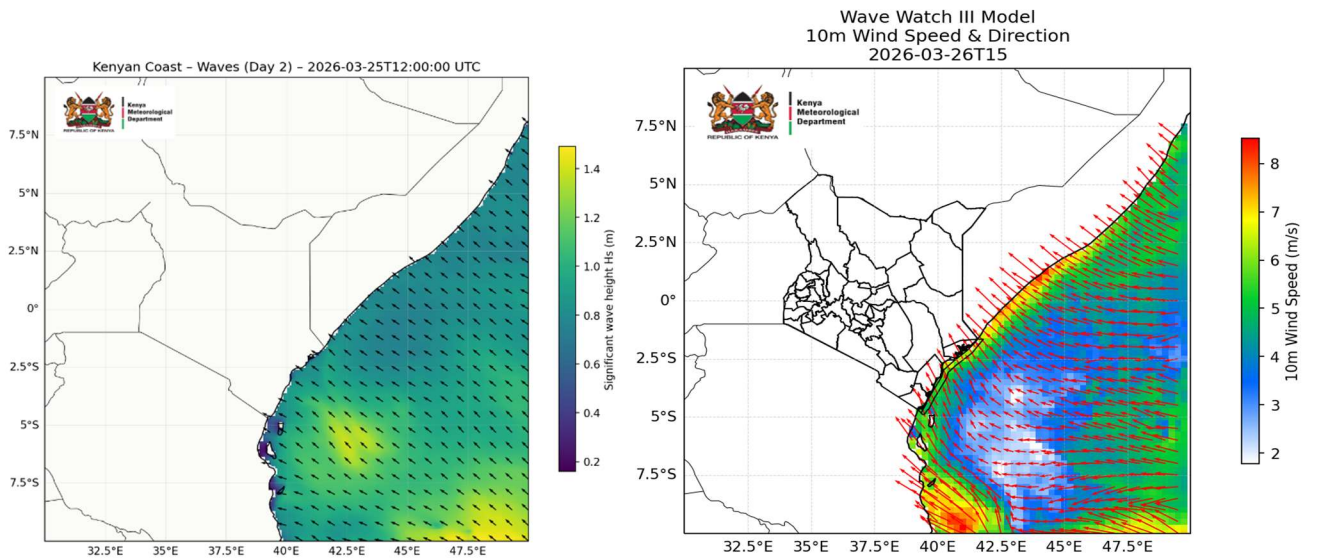 Kenyan Coast – Waves (Day 2) – 2026-03-25T12:00:00 UTC
REPUBLIC OF KENYA
Kenya
Meteorological
Department
7.5°N
5°N
2.5°N
0°
2.5°S
5°S
7.5°S
32.5°E 35°E 37.5°E 40°E 42.5°E 45°E 47.5°E
1.4
1.2
1.0
0.8
0.6
0.4
0.2
Significant wave height Hs (m)
Wave Watch III Model
10m Wind Speed & Direction
2026-03-26T15
REPUBLIC OF KENYA
Kenya
Meteorological
Department
7.5°N
5°N
2.5°N
0°
2.5°S
5°S
7.5°S
32.5°E 35°E 37.5°E 40°E 42.5°E 45°E 47.5°E
8
7
6
5
4
3
2
10m Wind Speed (m/s)